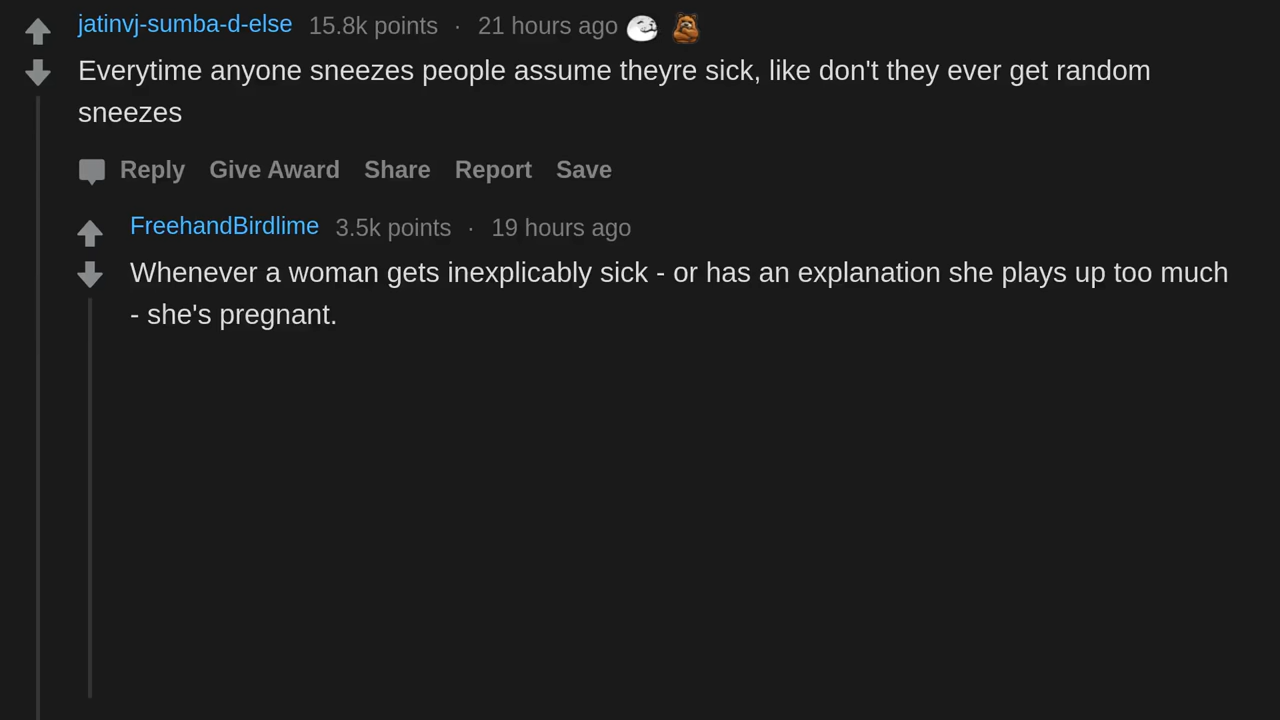 jatinvj-sumba-d-else 15.8k points · 21 hours ago
Everytime anyone sneezes people assume theyre sick, like don't they ever get random
sneezes
Reply Give Award Share Report Save
FreehandBirdlime 3.5k points · 19 hours ago
Whenever a woman gets inexplicably sick - or has an explanation she plays up too much
- she's pregnant.